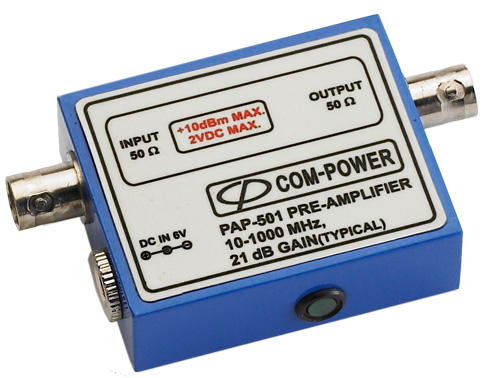 INPUT
50 Ω
+10dBm MAX.
2VDC MAX.
OUTPUT
50 Ω
COM-POWER
PAP-501 PRE-AMPLIFIER
10-1000 MHz,
21 dB GAIN(TYPICAL)
DC IN 6V